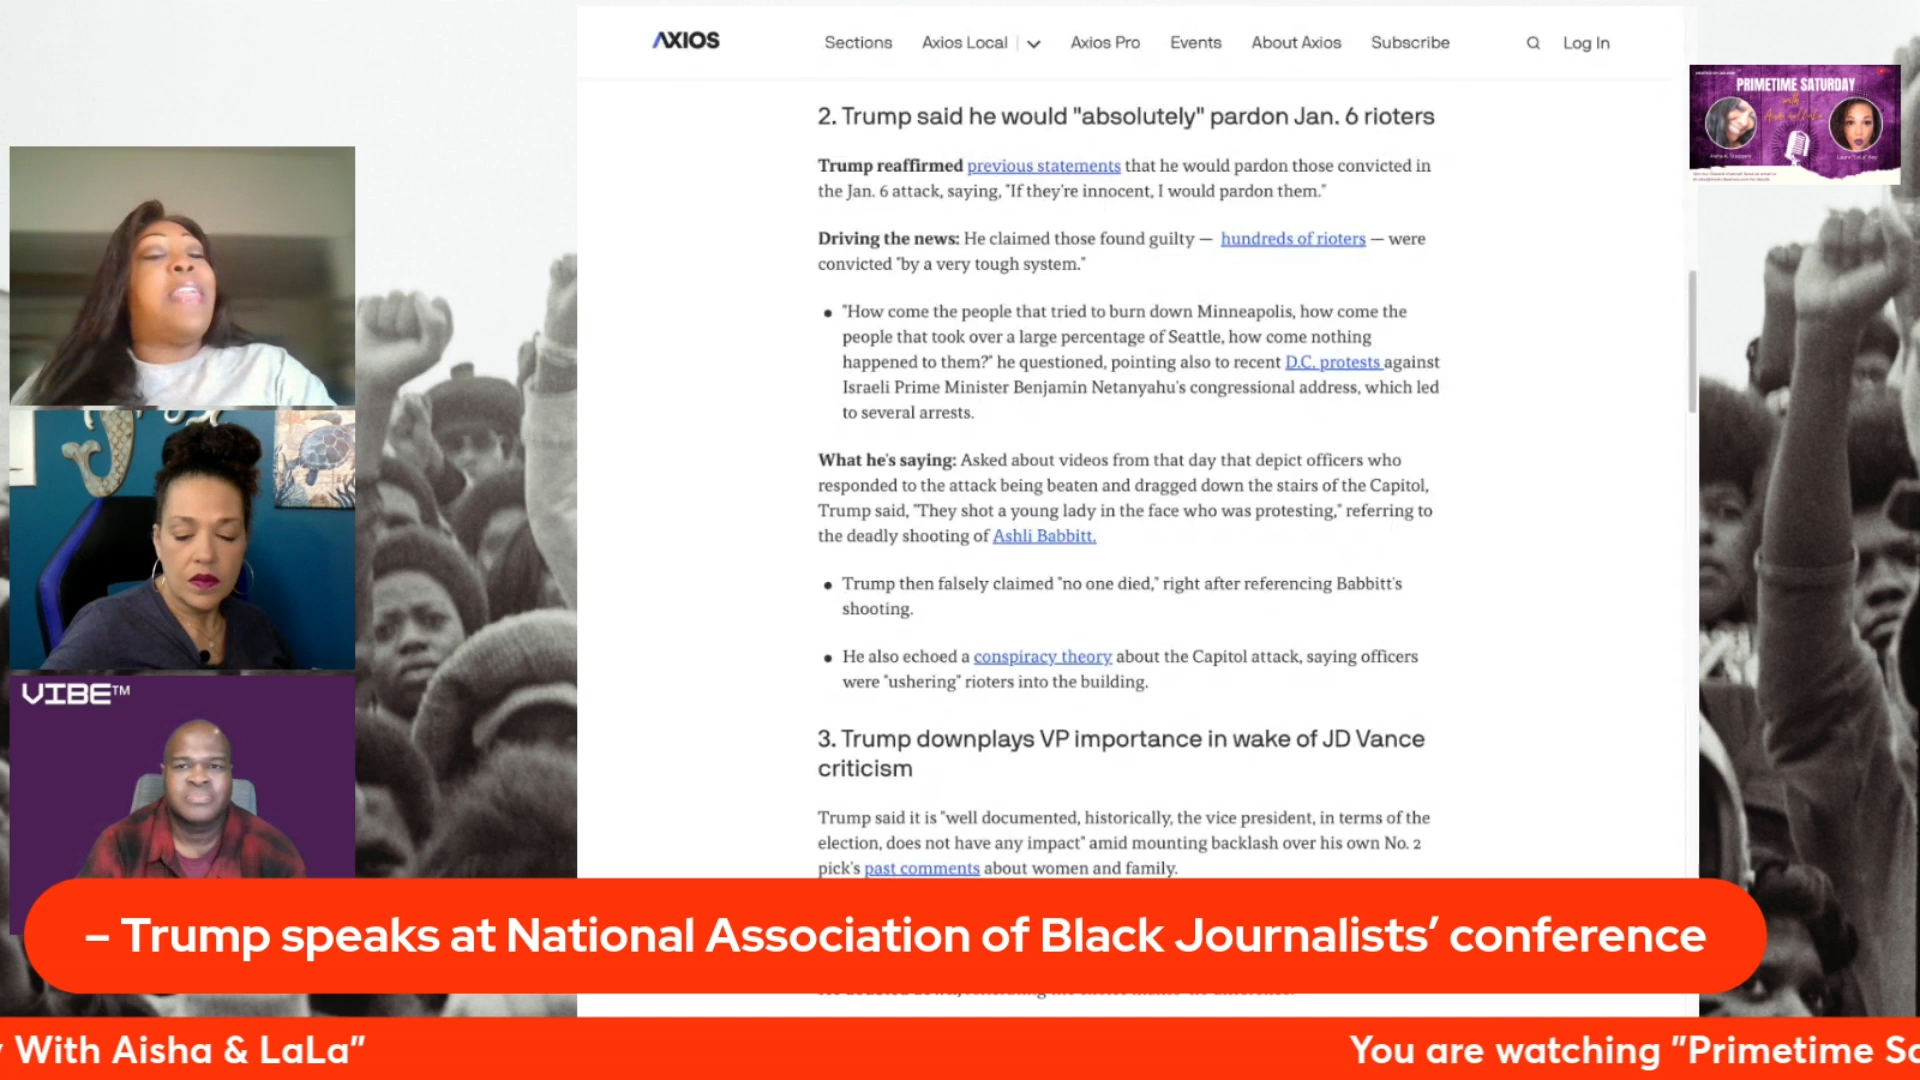 AXIOS
Sections
Axios Local
Axios Pro
Events
About Axios
Subscribe
Log In
PRIMETIME SATURDAY
with
2. Trump said he would "absolutely" pardon Jan. 6 rioters
Trump reaffirmed previous statements that he would pardon those convicted in
the Jan. 6 attack, saying, "If they're innocent, I would pardon them."
Driving the news: He claimed those found guilty — hundreds of rioters — were
convicted "by a very tough system."
• "How come the people that tried to burn down Minneapolis, how come the
people that took over a large percentage of Seattle, how come nothing
happened to them?" he questioned, pointing also to recent D.C. protests against
Israeli Prime Minister Benjamin Netanyahu's congressional address, which led
to several arrests.
What he's saying: Asked about videos from that day that depict officers who
responded to the attack being beaten and dragged down the stairs of the Capitol,
Trump said, "They shot a young lady in the face who was protesting," referring to
the deadly shooting of Ashli Babbitt.
• Trump then falsely claimed "no one died," right after referencing Babbitt's
shooting.
• He also echoed a conspiracy theory about the Capitol attack, saying officers
were "ushering" rioters into the building.
3. Trump downplays VP importance in wake of JD Vance
criticism
Trump said it is "well documented, historically, the vice president, in terms of the
election, does not have any impact" amid mounting backlash over his own No. 2
pick's past comments about women and family.
VIBE™
– Trump speaks at National Association of Black Journalists’ conference
With Aisha & LaLa"
You are watching "Primetime Sa